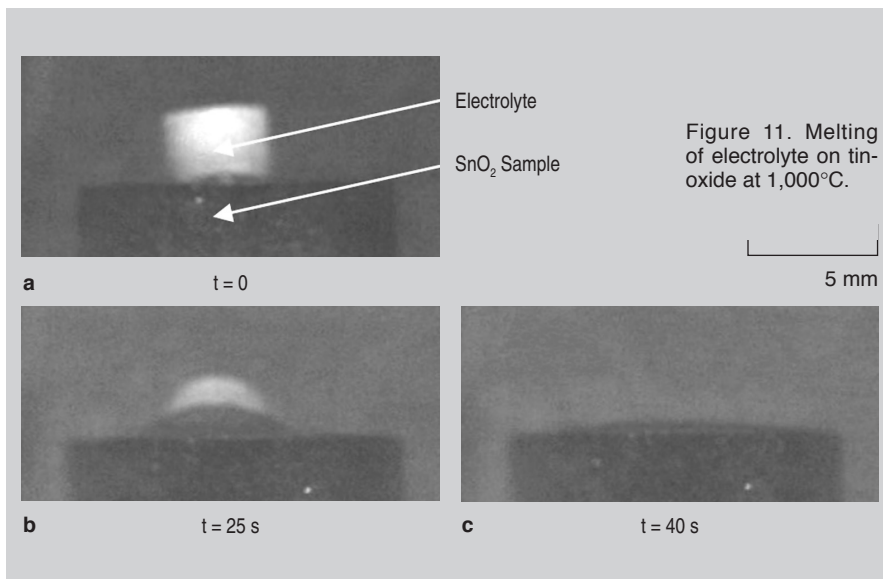 Electrolyte
SnO₂ Sample
Figure 11. Melting
of electrolyte on tin-
oxide at 1,000°C.
5 mm
a
t = 0
b
t = 25 s
c
t = 40 s